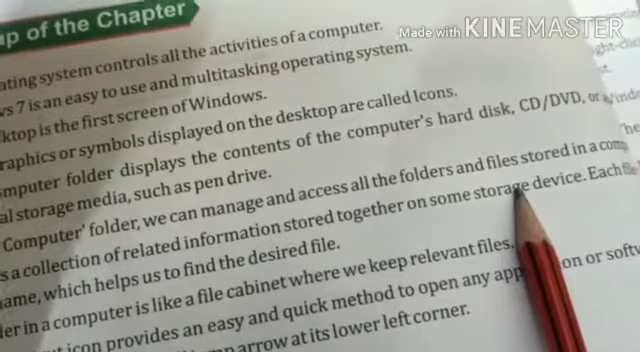 Made with KINEMASTER
p of the Chapter
ating system controls all the activities of a computer.
s 7 is an easy to use and multitasking operating system.
ktop is the first screen of Windows.
raphics or symbols displayed on the desktop are called Icons.
mputer folder displays the contents of the computer's hard disk, CD/DVD, or
al storage media, such as pen drive.
Computer' folder, we can manage and access all the folders and files stored in a comp
s a collection of related information stored together on some storage device. Each file
ame, which helps us to find the desired file.
er in a computer is like a file cabinet where we keep relevant files.
icon provides an easy and quick method to open any app on or softw
arrow at its lower left corner.